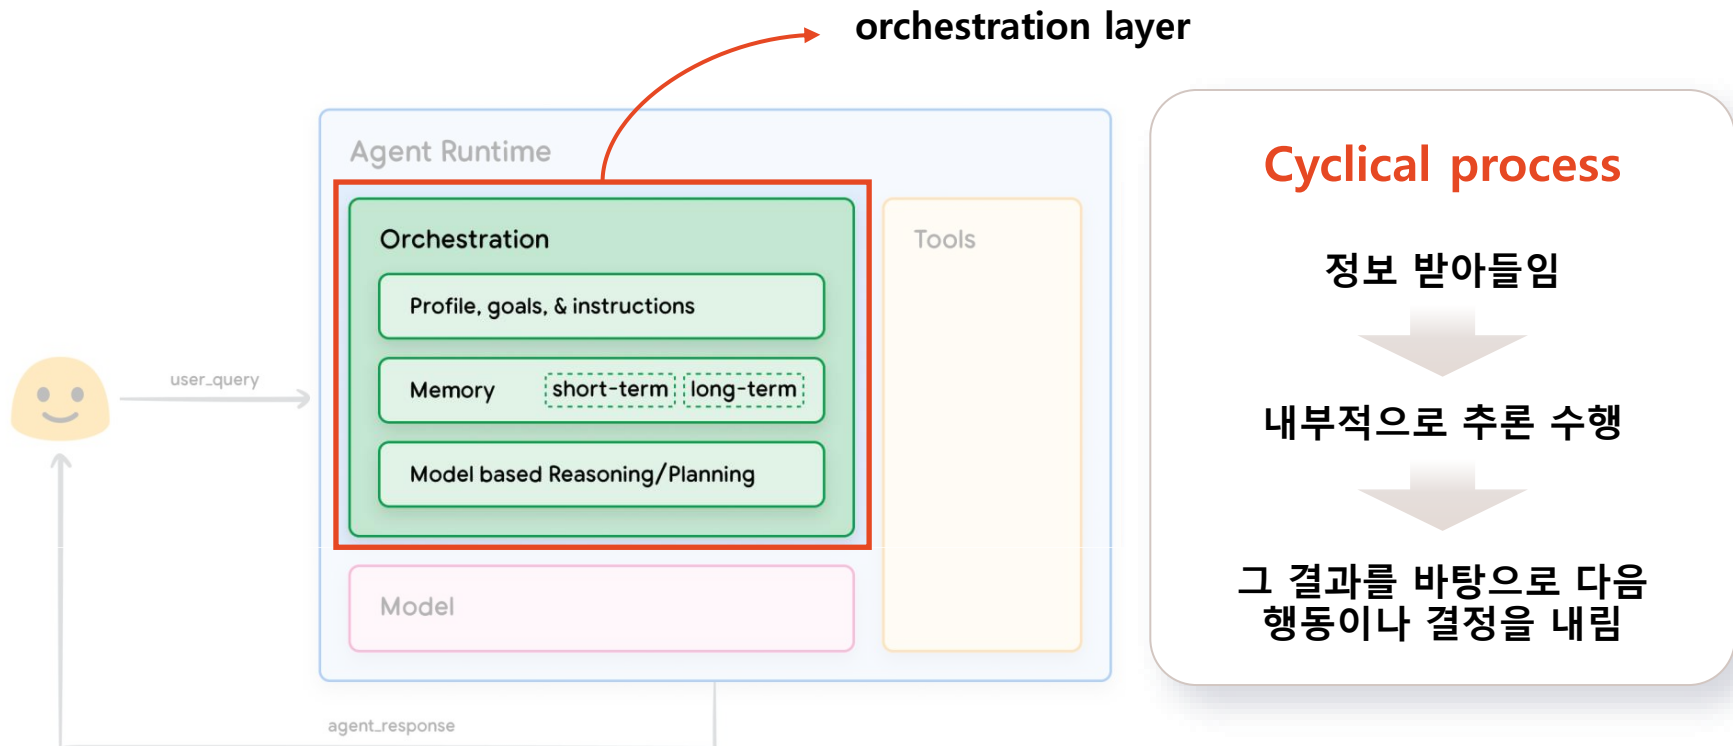 orchestration layer
Agent Runtime
Orchestration
Profile, goals, & instructions
Memory short-term long-term
Model based Reasoning/Planning
Tools
Model
user_query
agent_response
Cyclical process
정보 받아들임
내부적으로 추론 수행
그 결과를 바탕으로 다음
행동이나 결정을 내림